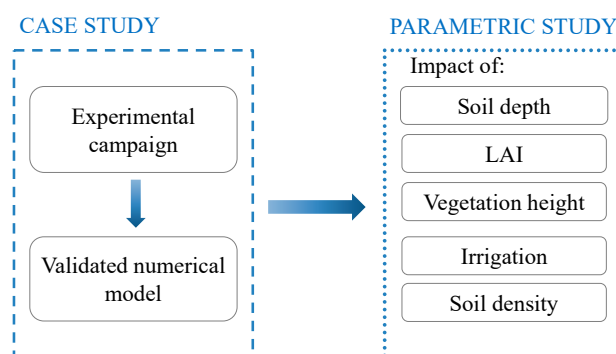 CASE STUDY
Experimental
campaign
Validated numerical
model
PARAMETRIC STUDY
Impact of:
Soil depth
LAI
Vegetation height
Irrigation
Soil density